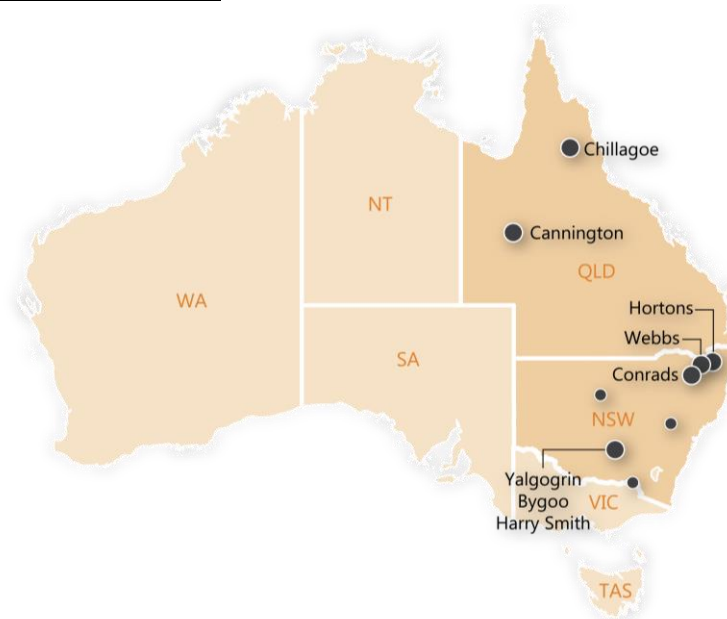 Chillagoe
NT
Cannington
QLD
WA
Hortons
Webbs
SA
Conrads
NSW
Yalgogrin
Bygoo
Harry Smith
VIC
TAS